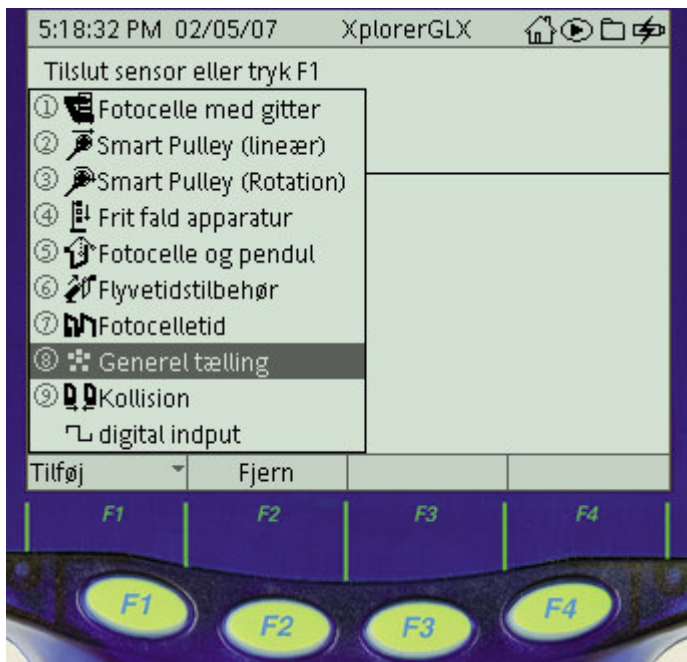 5:18:32 PM 02/05/07 XplorerGLX
Tilslut sensor eller tryk F1
① Fotocelle med gitter
② Smart Pulley (lineær)
③ Smart Pulley (Rotation)
④ Frit fald apparatur
⑤ Fotocelle og pendul
⑥ Flyvetidstilbehør
⑦ Fotocelletid
⑧ Generel tælling
⑨ Kollision
digital indput
Tilføj Fjern
F1 F2 F3 F4
F1 F2 F3 F4